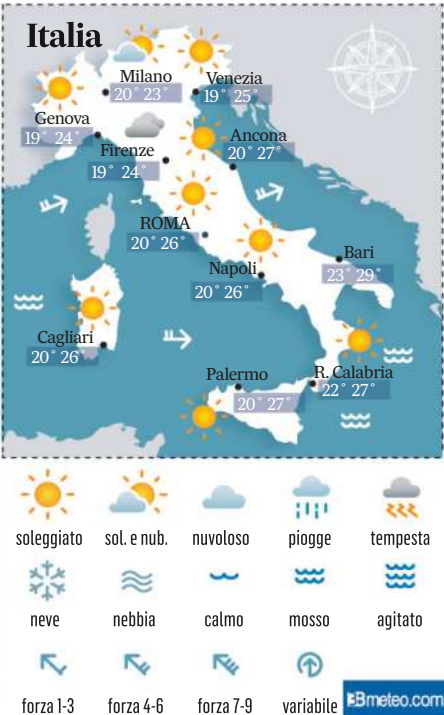 Italia
Milano
20° 23°
Venezia
19° 25°
Genova
19° 24°
Firenze
19° 24°
Ancona
20° 27°
ROMA
20° 26°
Napoli
20° 26°
Bari
23° 29°
Cagliari
20° 26°
Palermo
20° 27°
R. Calabria
22° 27°
soleggiato sol. e nub. nuvoloso piogge tempesta
neve nebbia calmo mosso agitato
forza 1-3 forza 4-6 forza 7-9 variabile
3Bmeteo.com